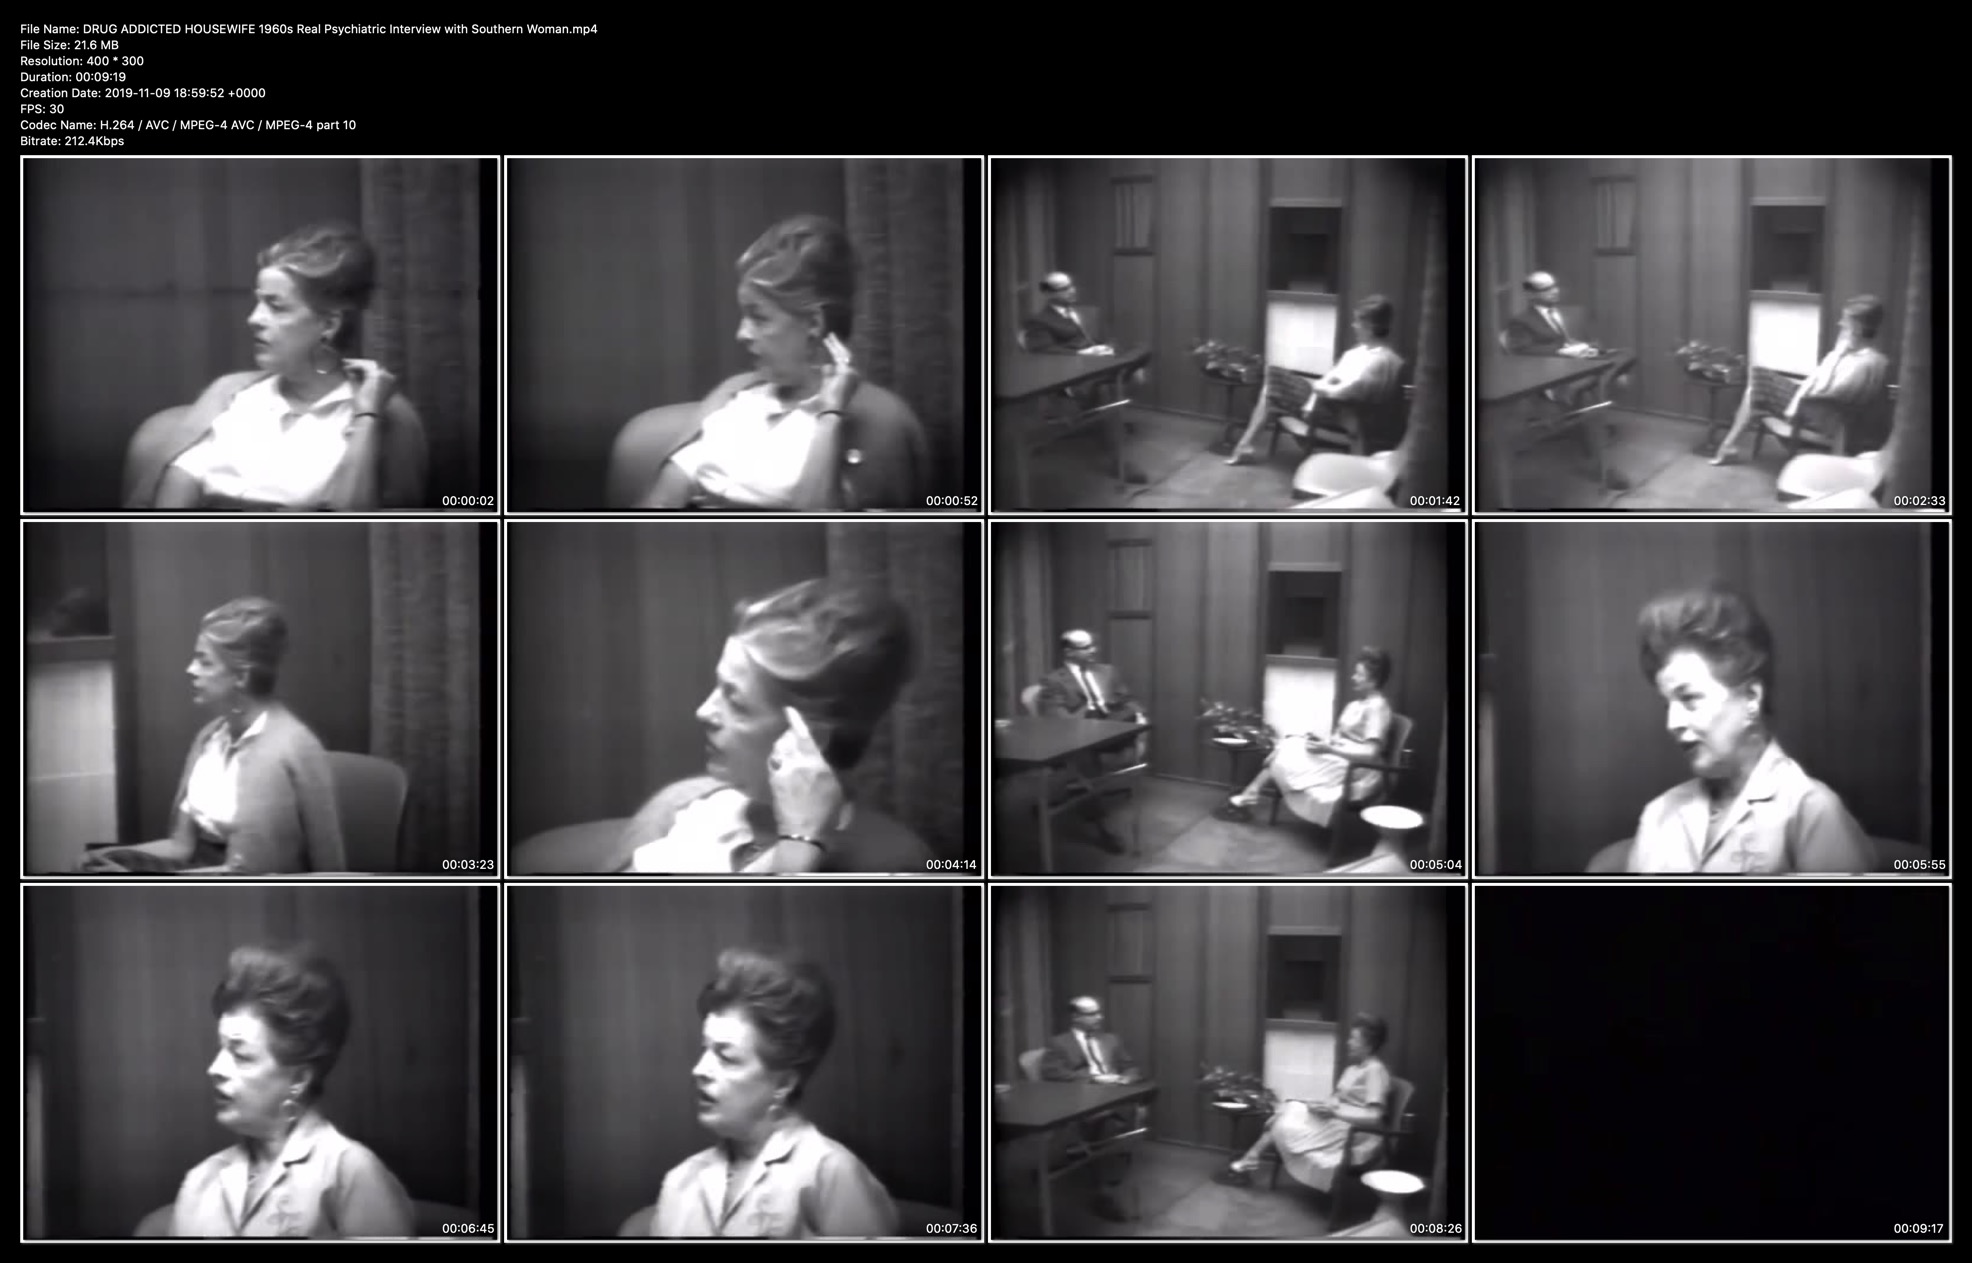 File Name: DRUG ADDICTED HOUSEWIFE 1960s Real Psychiatric Interview with Southern Woman.mp4
File Size: 21.6 MB
Resolution: 400 * 300
Duration: 00:09:19
Creation Date: 2019-11-09 18:59:52 +0000
FPS: 30
Codec Name: H.264 / AVC / MPEG-4 AVC / MPEG-4 part 10
Bitrate: 212.4Kbps
00:00:02
00:00:52
00:01:42
00:02:33
00:03:23
00:04:14
00:05:04
00:05:55
00:06:45
00:07:36
00:08:26
00:09:17